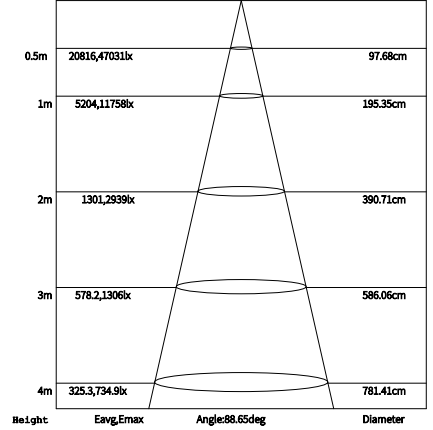 0.5m 20816,47031lx 97.68cm
1m 5204,11758lx 195.35cm
2m 1301,2939lx 390.71cm
3m 578.2,1306lx 586.06cm
4m 325.3,734.9lx 781.41cm
Height Eavg,Emax Angle:88.65deg Diameter